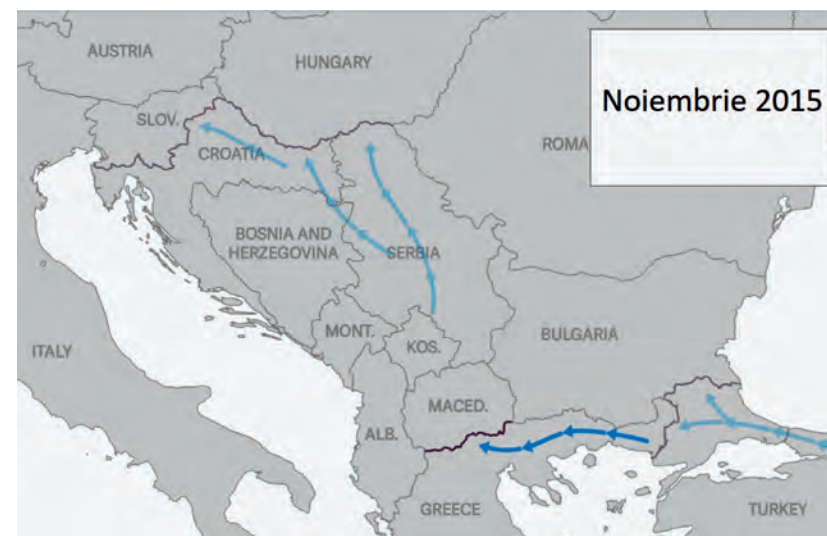 AUSTRIA
HUNGARY
Noiembrie 2015
SLOV.
ROMA
CROATIA
BOSNIA AND
HERZEGOVINA
SERBIA
MONT.
KOS.
BULGARIA
ITALY
MACED.
ALB.
GREECE
TURKEY